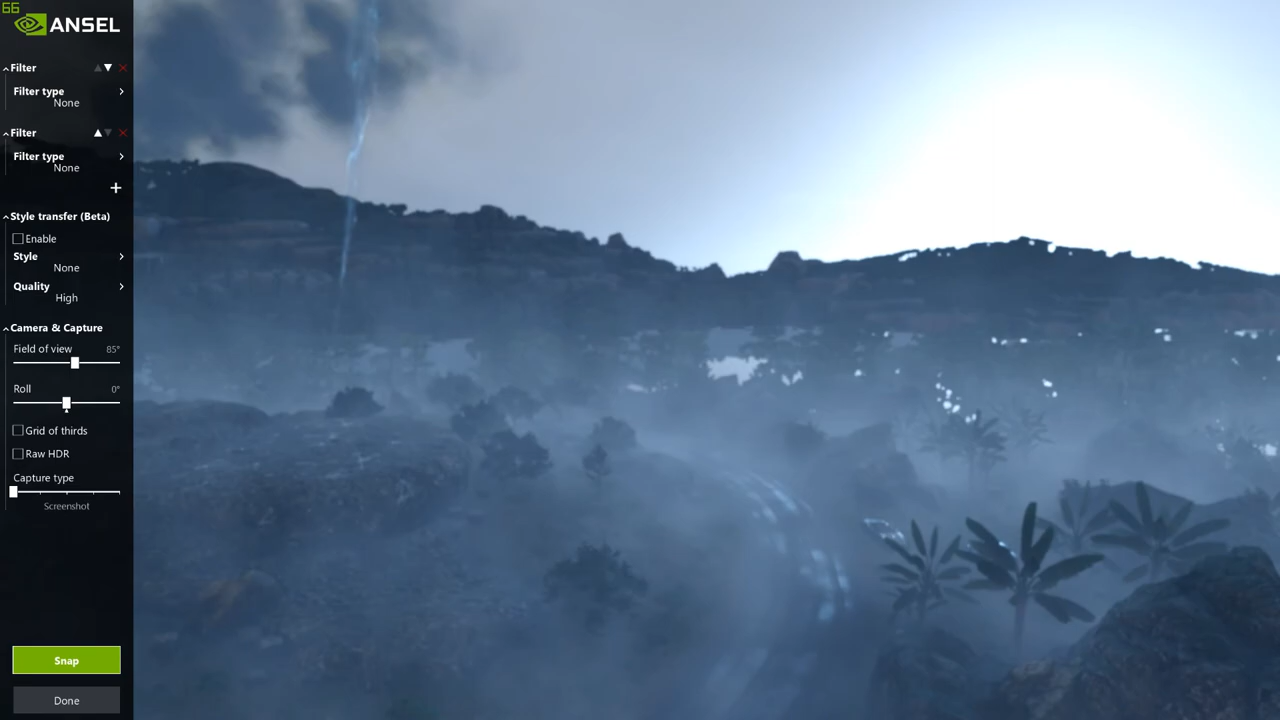 66
ANSEL
Filter
Filter type
None
Filter
Filter type
None
+
Style transfer (Beta)
Enable
Style
None
Quality
High
Camera & Capture
Field of view 85°
Roll 0°
Grid of thirds
Raw HDR
Capture type
Screenshot
Snap
Done